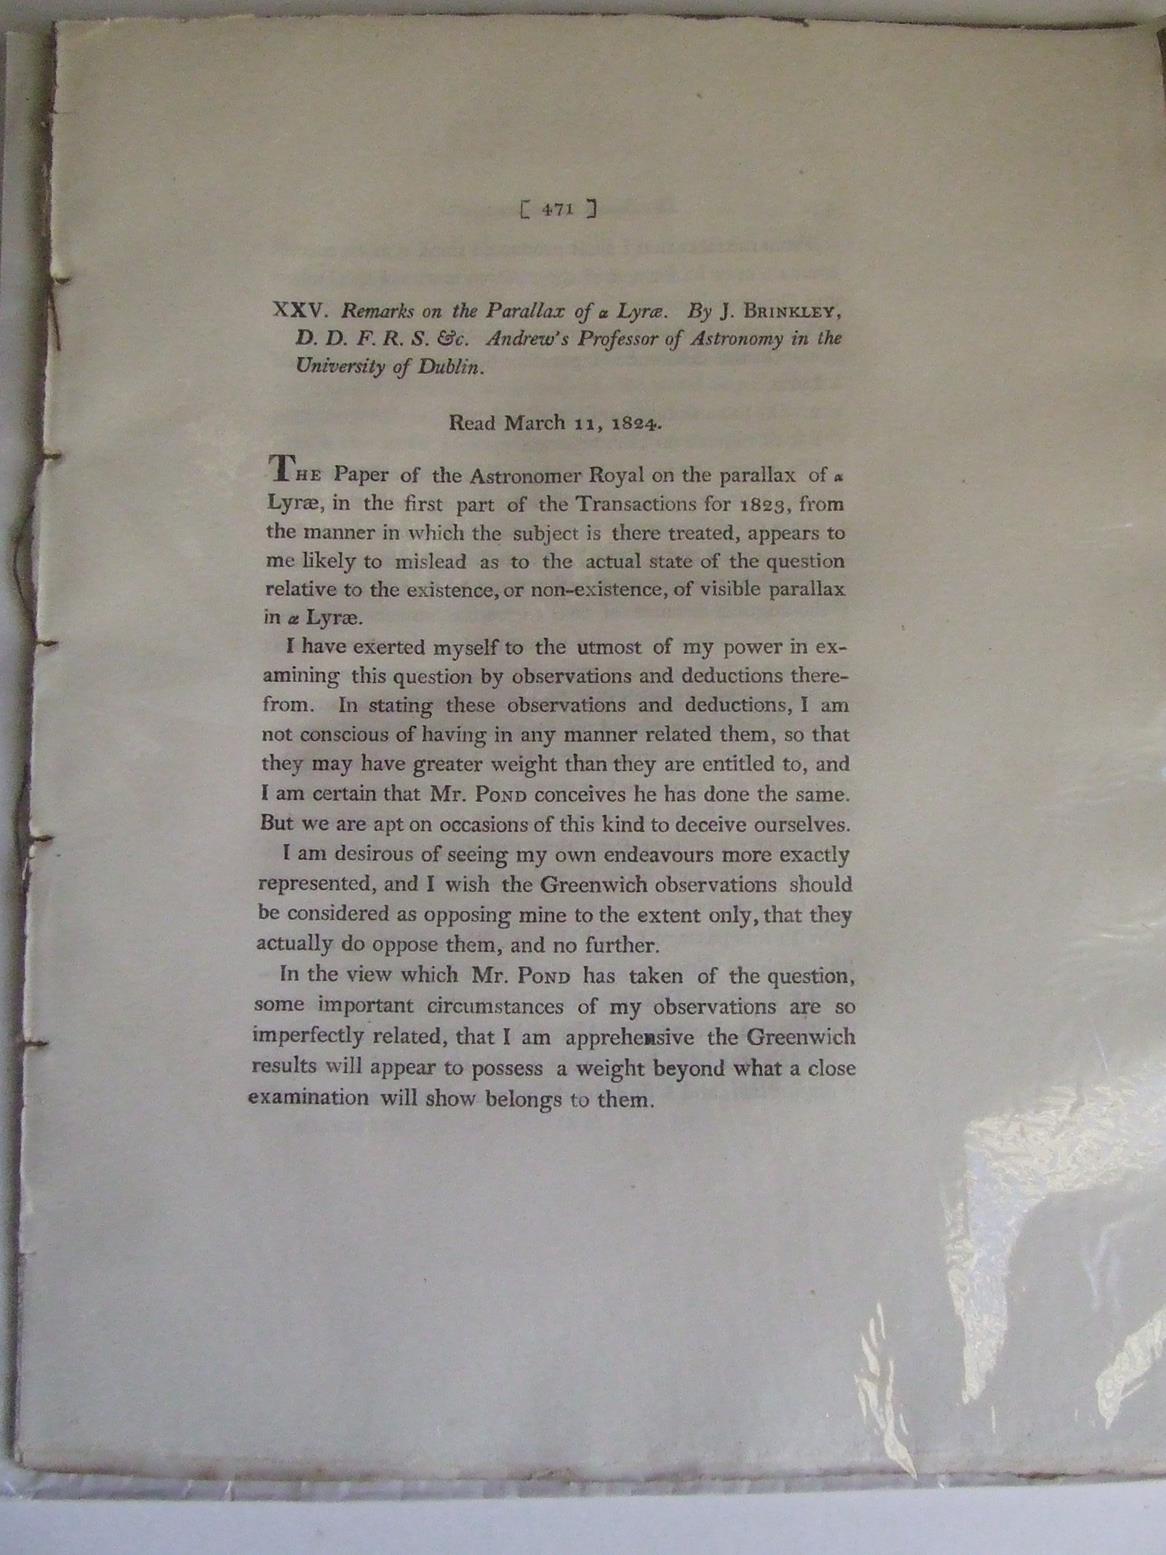 [ 471 ]
XXV. Remarks on the Parallax of α Lyræ. By J. BRINKLEY,
D. D. F. R. S. &c. Andrew's Professor of Astronomy in the
University of Dublin.
Read March 11, 1824.
THE Paper of the Astronomer Royal on the parallax of α
Lyræ, in the first part of the Transactions for 1823, from
the manner in which the subject is there treated, appears to
me likely to mislead as to the actual state of the question
relative to the existence, or non-existence, of visible parallax
in α Lyræ.
I have exerted myself to the utmost of my power in ex-
amining this question by observations and deductions there-
from. In stating these observations and deductions, I am
not conscious of having in any manner related them, so that
they may have greater weight than they are entitled to, and
I am certain that Mr. POND conceives he has done the same.
But we are apt on occasions of this kind to deceive ourselves.
I am desirous of seeing my own endeavours more exactly
represented, and I wish the Greenwich observations should
be considered as opposing mine to the extent only, that they
actually do oppose them, and no further.
In the view which Mr. POND has taken of the question,
some important circumstances of my observations are so
imperfectly related, that I am apprehensive the Greenwich
results will appear to possess a weight beyond what a close
examination will show belongs to them.